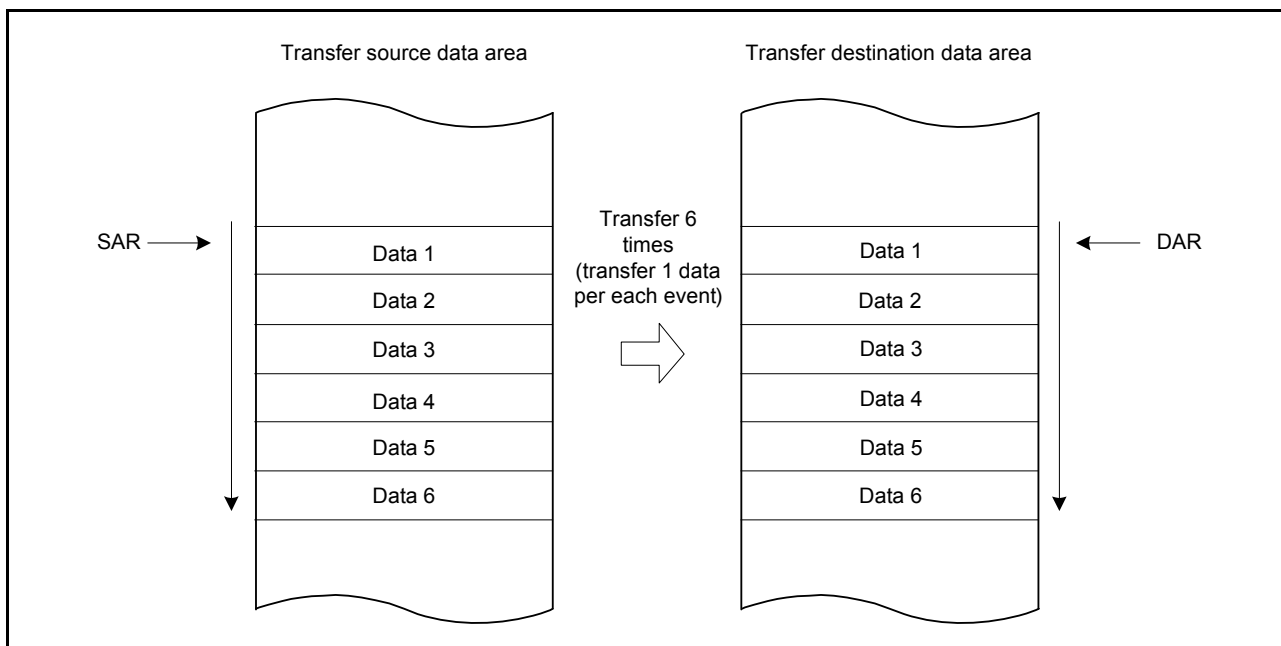 Transfer source data area
Transfer destination data area
SAR
Data 1
Data 2
Data 3
Data 4
Data 5
Data 6
Transfer 6
times
(transfer 1 data
per each event)
Data 1
Data 2
Data 3
Data 4
Data 5
Data 6
DAR